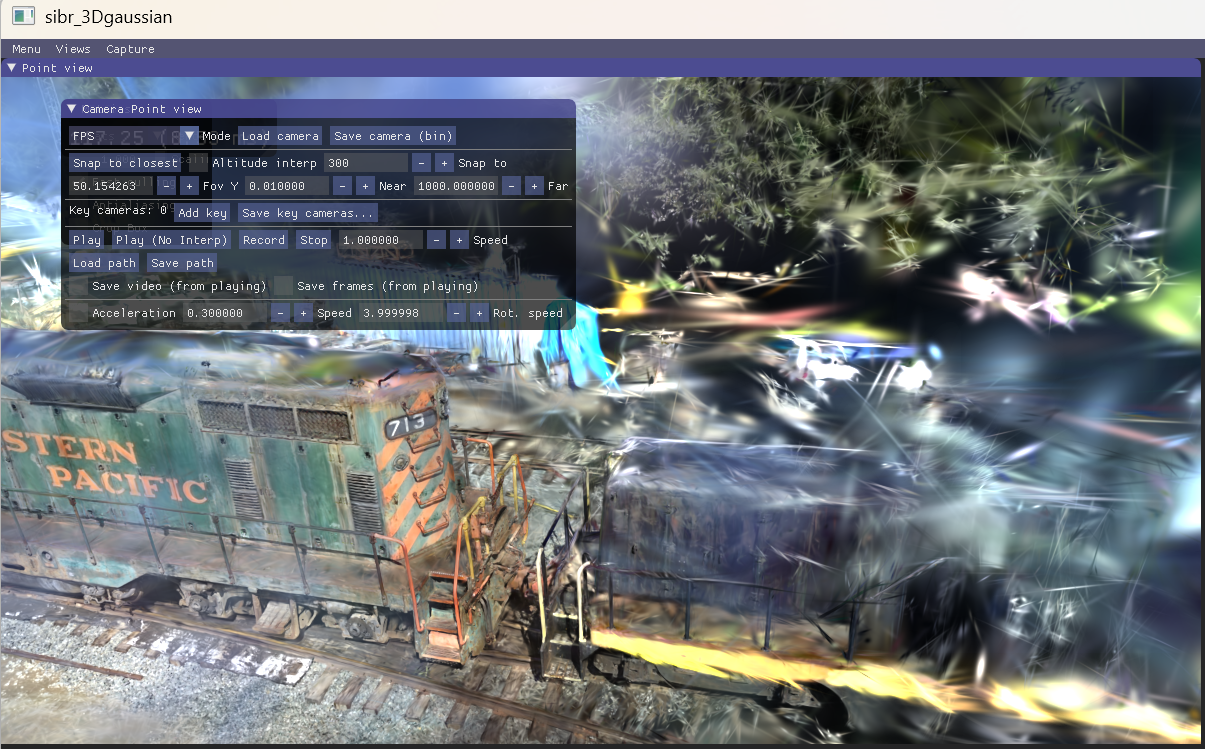 sibr_3Dgaussian
Menu Views Capture
Point view
Camera Point view
FPS Mode Load camera Save camera (bin)
Snap to closest Altitude interp 300 - + Snap to
50.154263 - + Fov Y 0.010000 - + Near 1000.000000 - + Far
Key cameras: 0 Add key Save key cameras...
Play Play (No Interp) Record Stop 1.000000 - + Speed
Load path Save path
Save video (from playing) Save frames (from playing)
Acceleration 0.300000 - + Speed 3.999998 - + Rot. speed
713
STERN
PACIFIC